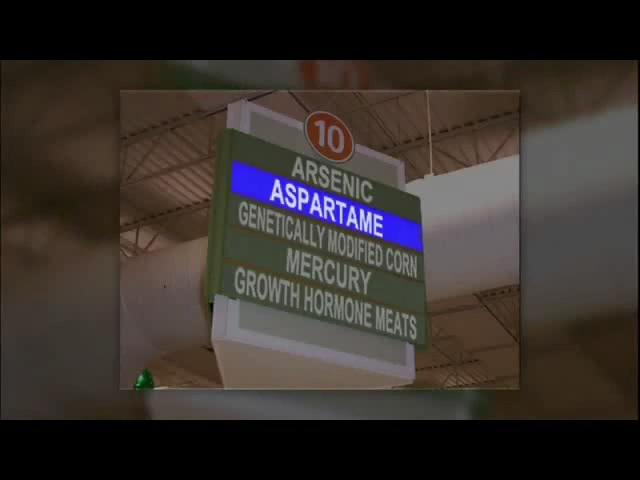 10
ARSENIC
ASPARTAME
GENETICALLY MODIFIED CORN
MERCURY
GROWTH HORMONE MEATS